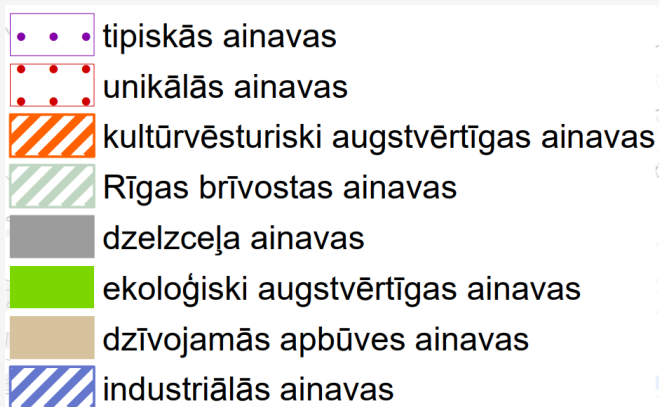 tipiskās ainavas
unikālās ainavas
kultūrvēsturiski augstvērtīgas ainavas
Rīgas brīvostas ainavas
dzelzceļa ainavas
ekoloģiski augstvērtīgas ainavas
dzīvojamās apbūves ainavas
industriālās ainavas